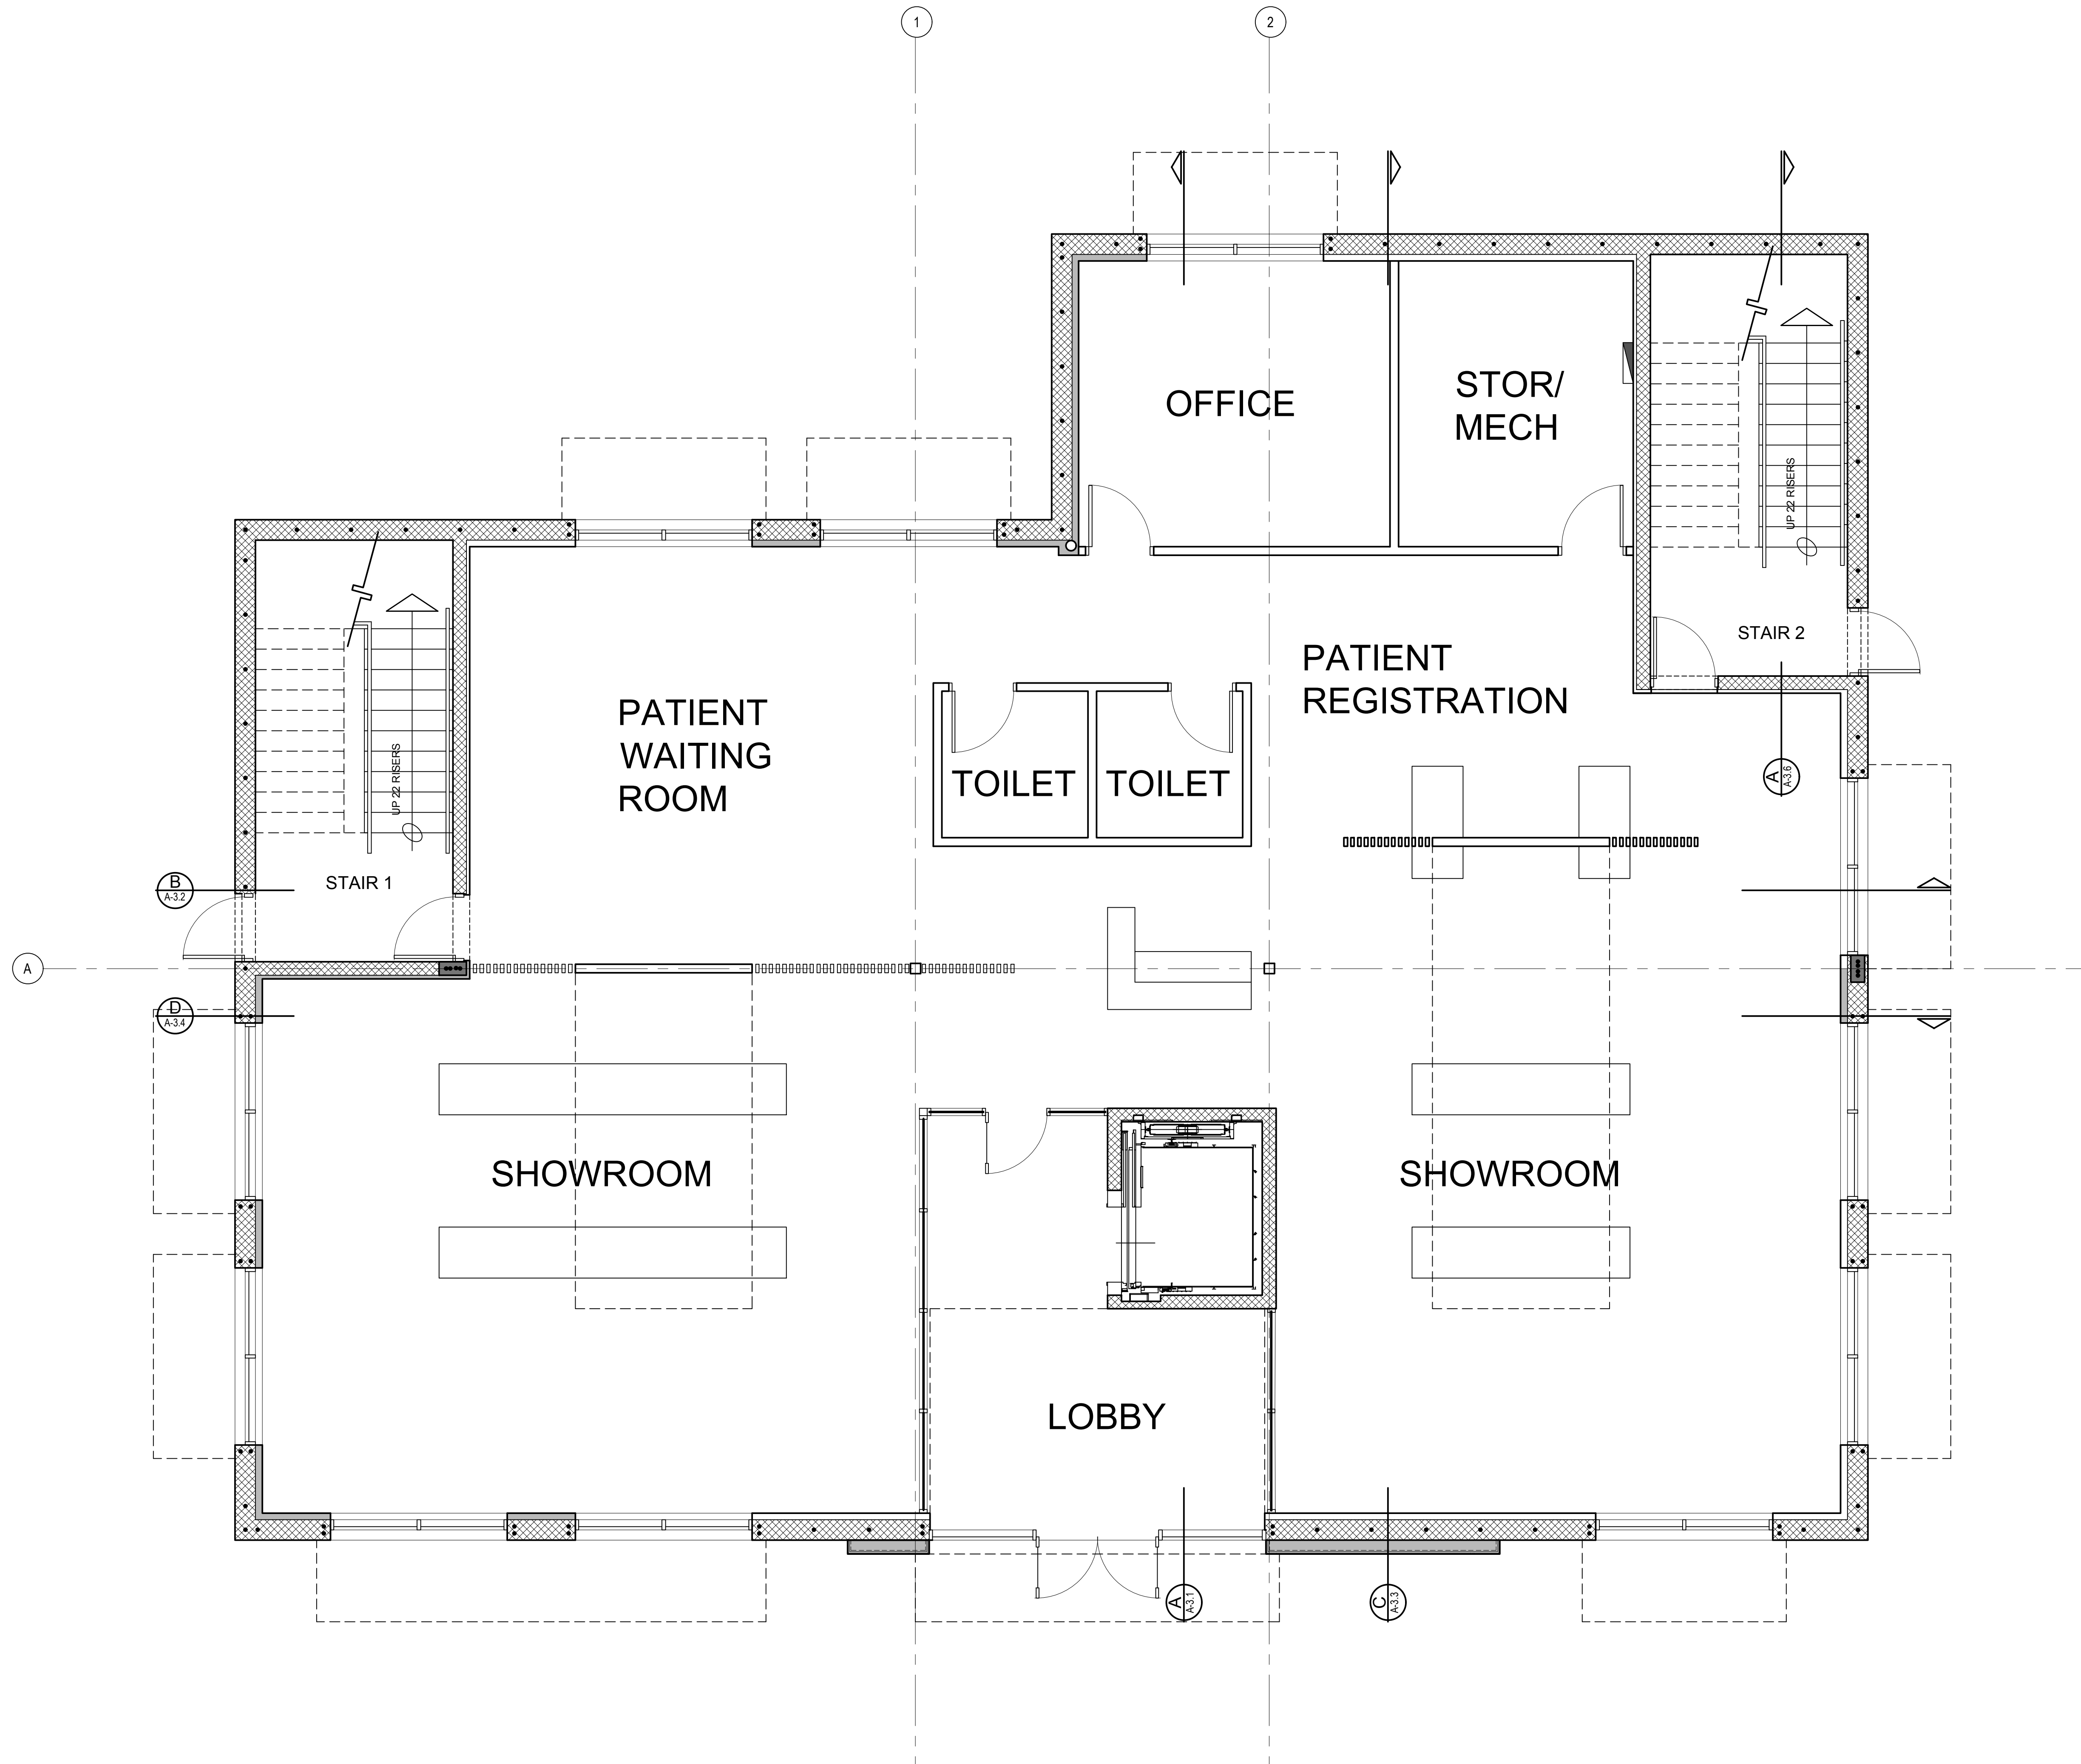 1
2
OFFICE
STOR/
MECH
UP 22 RISERS
STAIR 2
PATIENT
REGISTRATION
PATIENT
WAITING
ROOM
TOILET
TOILET
UP 22 RISERS
STAIR 1
A
A-3.6
B
A-3.2
A
D
A-3.4
SHOWROOM
SHOWROOM
LOBBY
A
A-3.1
C
A-3.3